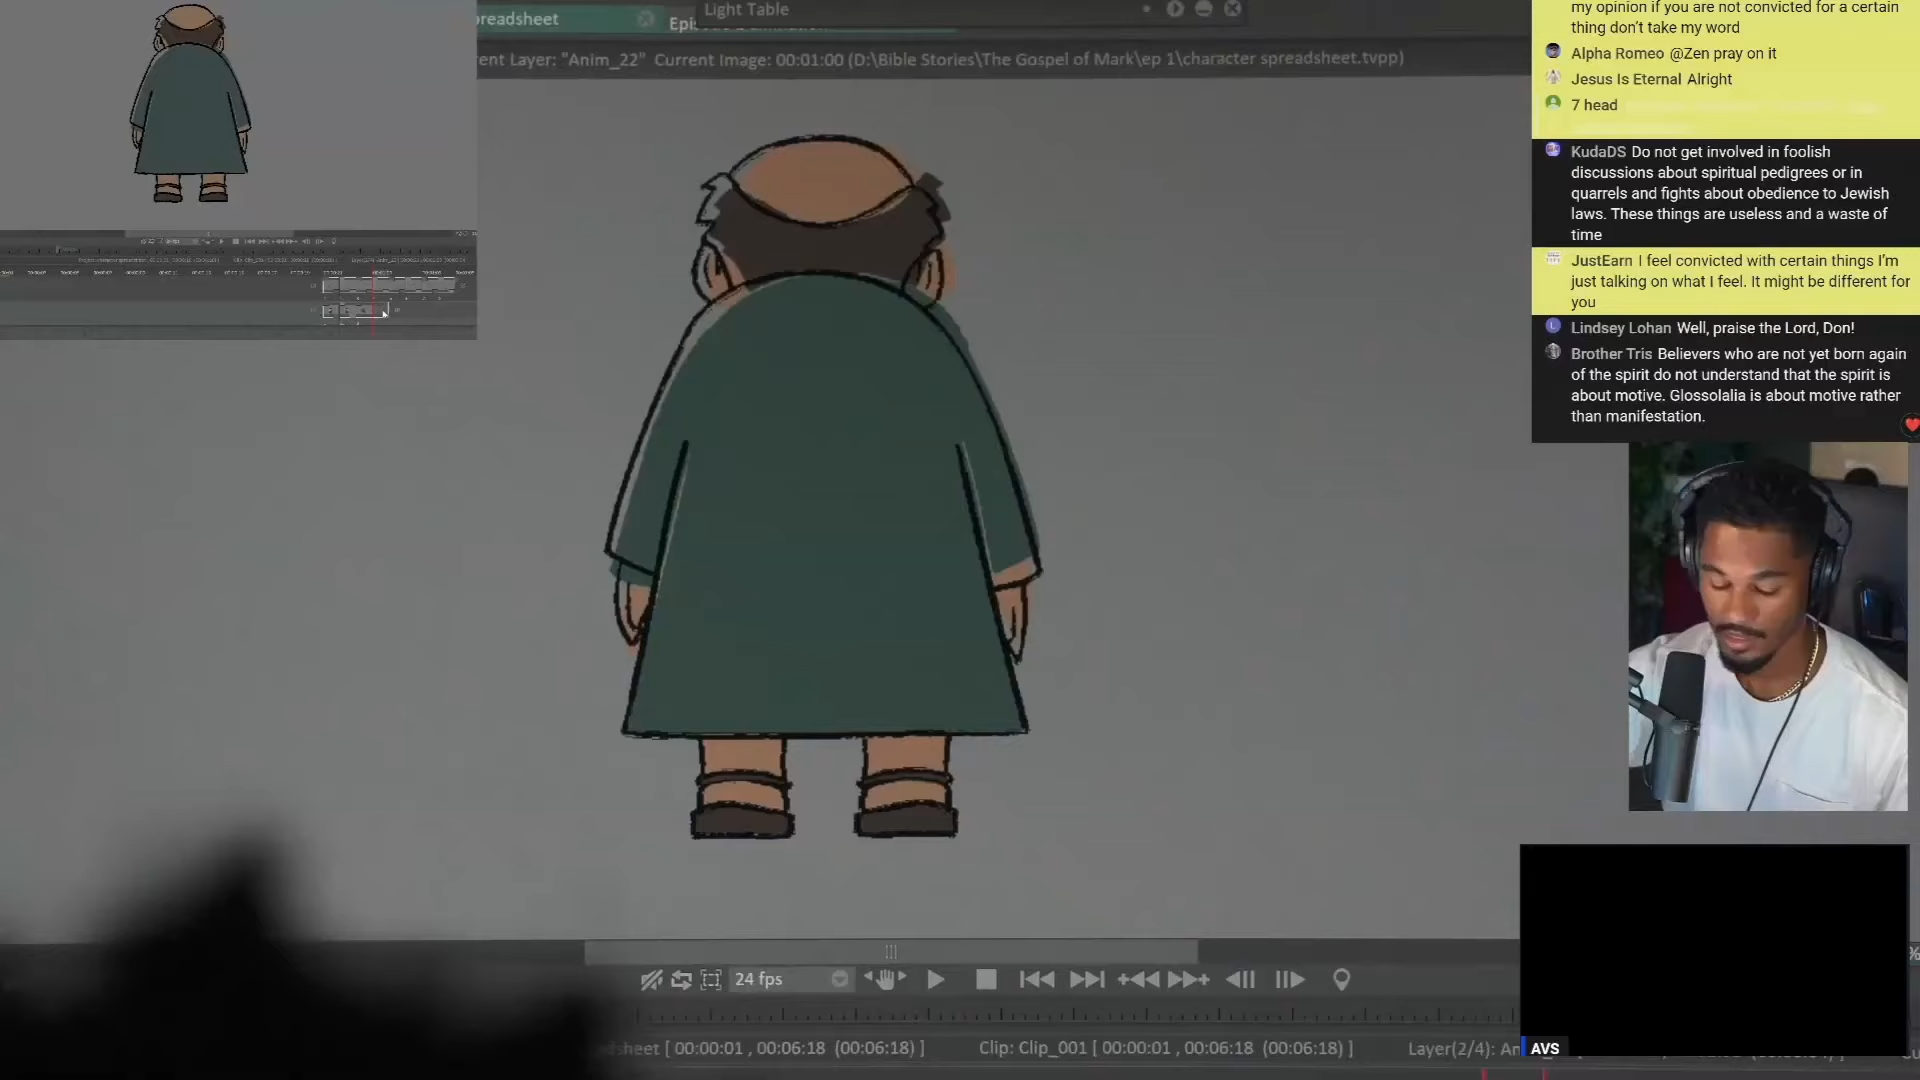 preadsheet
Epis
Light Table
ent Layer: "Anim_22" Current Image: 00:01:00 (D:\Bible Stories\The Gospel of Mark\ep 1\character spreadsheet.tvpp)
my opinion if you are not convicted for a certain
thing don't take my word
Alpha Romeo @Zen pray on it
Jesus Is Eternal Alright
7 head
KudaDS Do not get involved in foolish
discussions about spiritual pedigrees or in
quarrels and fights about obedience to Jewish
laws. These things are useless and a waste of
time
JustEarn I feel convicted with certain things I'm
just talking on what I feel. It might be different for
you
Lindsey Lohan Well, praise the Lord, Don!
Brother Tris Believers who are not yet born again
of the spirit do not understand that the spirit is
about motive. Glossolalia is about motive rather
than manifestation.
24 fps
dsheet [ 00:00:01 , 00:06:18 (00:06:18) ]
Clip: Clip_001 [ 00:00:01 , 00:06:18 (00:06:18) ]
Layer(2/4): An
AVS